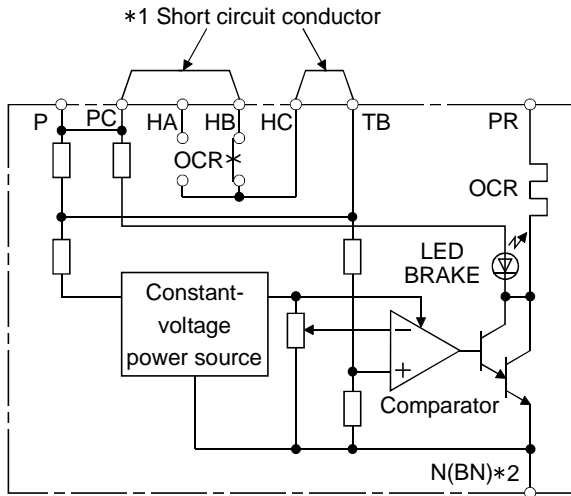 *1 Short circuit conductor
P PC HA HB HC TB PR
OCR
OCR
LED
BRAKE
Constant-
voltage
power source
−
+
Comparator
N(BN)*2